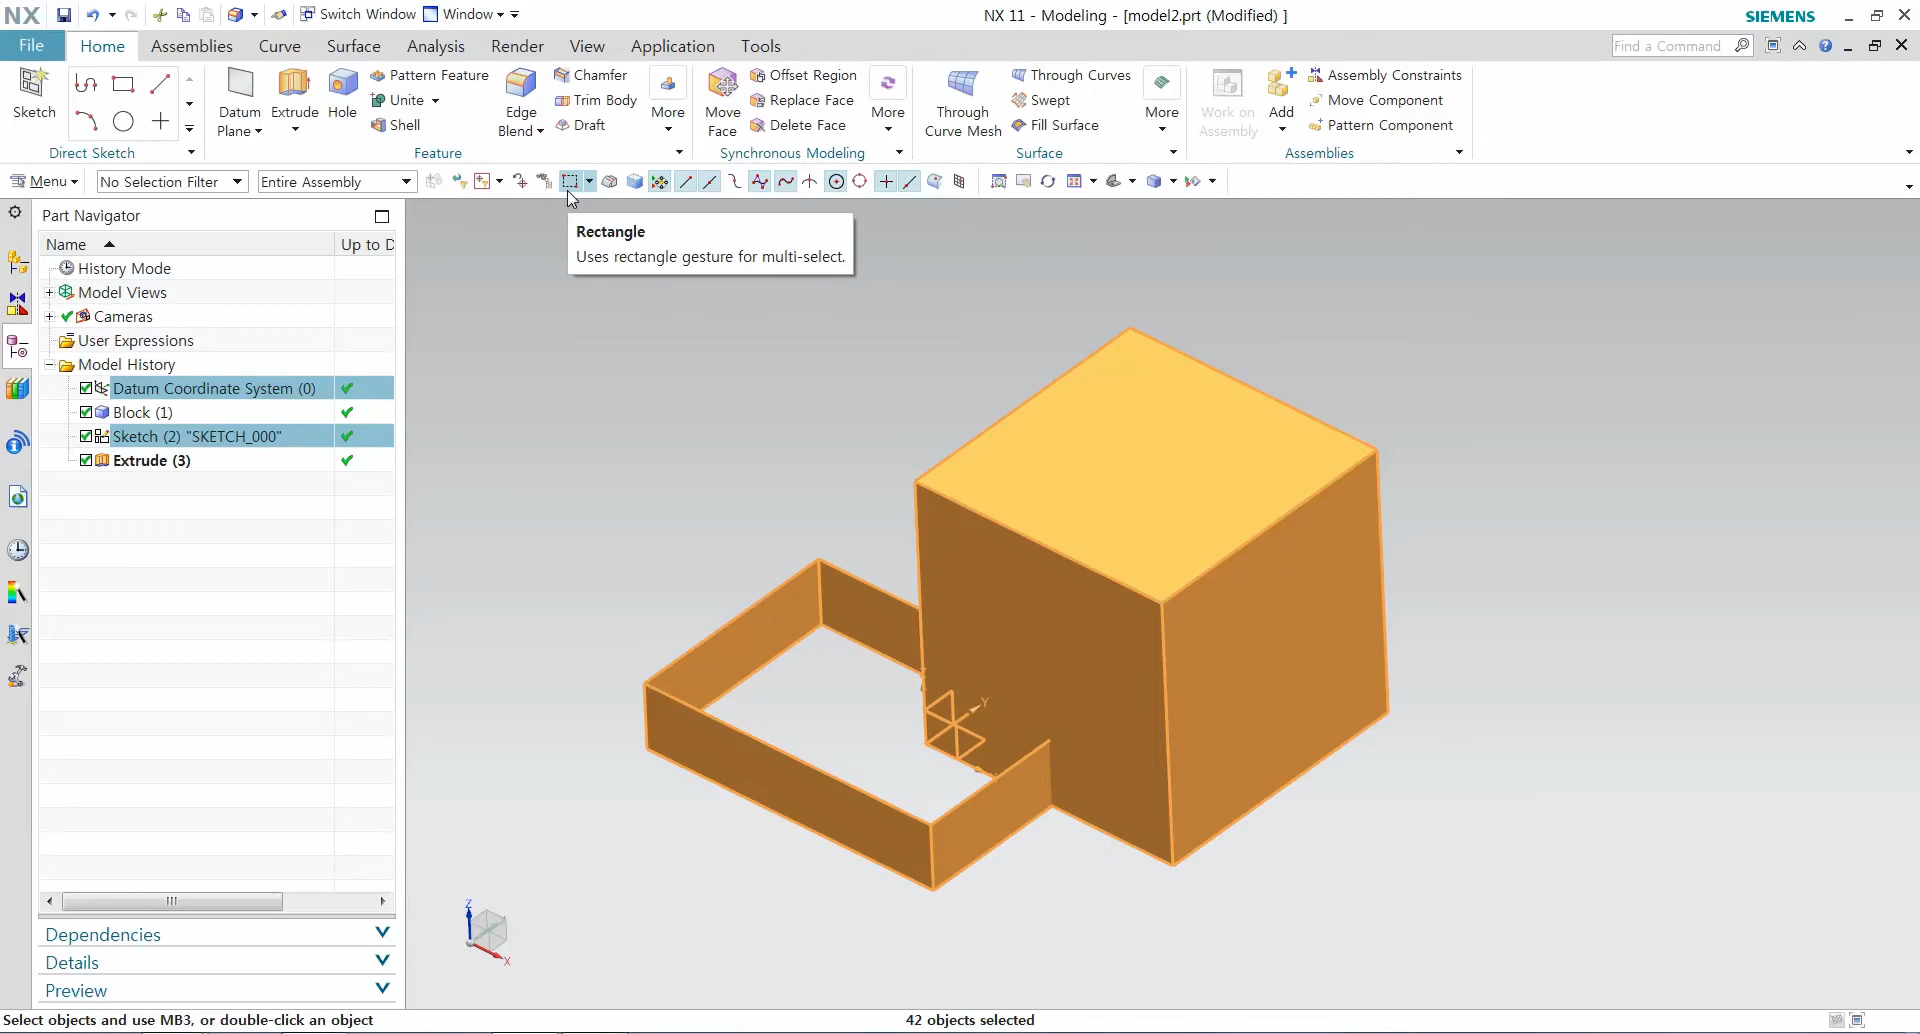 NX
Switch Window
Window
NX 11 - Modeling - [model2.prt (Modified) ]
SIEMENS
File
Home
Assemblies
Curve
Surface
Analysis
Render
View
Application
Tools
Find a Command
Sketch
Direct Sketch
Datum
Plane
Extrude
Hole
Pattern Feature
Unite
Shell
Edge
Blend
Chamfer
Trim Body
Draft
More
Feature
Move
Face
Offset Region
Replace Face
Delete Face
More
Synchronous Modeling
Through
Curve Mesh
Through Curves
Swept
Fill Surface
More
Surface
Work on
Assembly
Add
Assembly Constraints
Move Component
Pattern Component
Assemblies
Menu
No Selection Filter
Entire Assembly
Rectangle
Uses rectangle gesture for multi-select.
Part Navigator
Name
Up to D
History Mode
Model Views
Cameras
User Expressions
Model History
Datum Coordinate System (0)
Block (1)
Sketch (2) "SKETCH_000"
Extrude (3)
Y
Z
X
Dependencies
Details
Preview
Select objects and use MB3, or double-click an object
42 objects selected